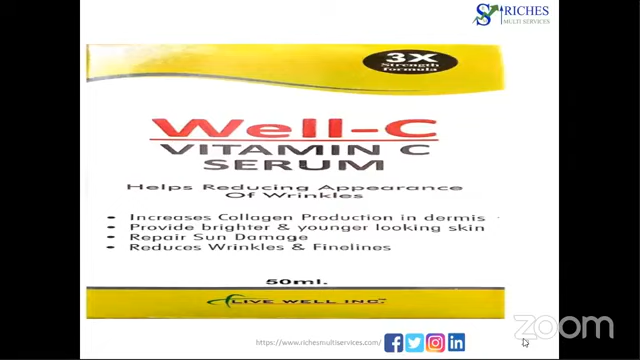 RICHES
MULTI SERVICES
3X
Strength
formula
Well-C
VITAMIN C
SERUM
Helps Reducing Appearance
Of Wrinkles
• Increases Collagen Production in dermis
• Provide brighter & younger looking skin
• Repair Sun Damage
• Reduces Wrinkles & Finelines
50ml.
LIVE WELL INC.
https://www.richesmultiservices.com/
zoom